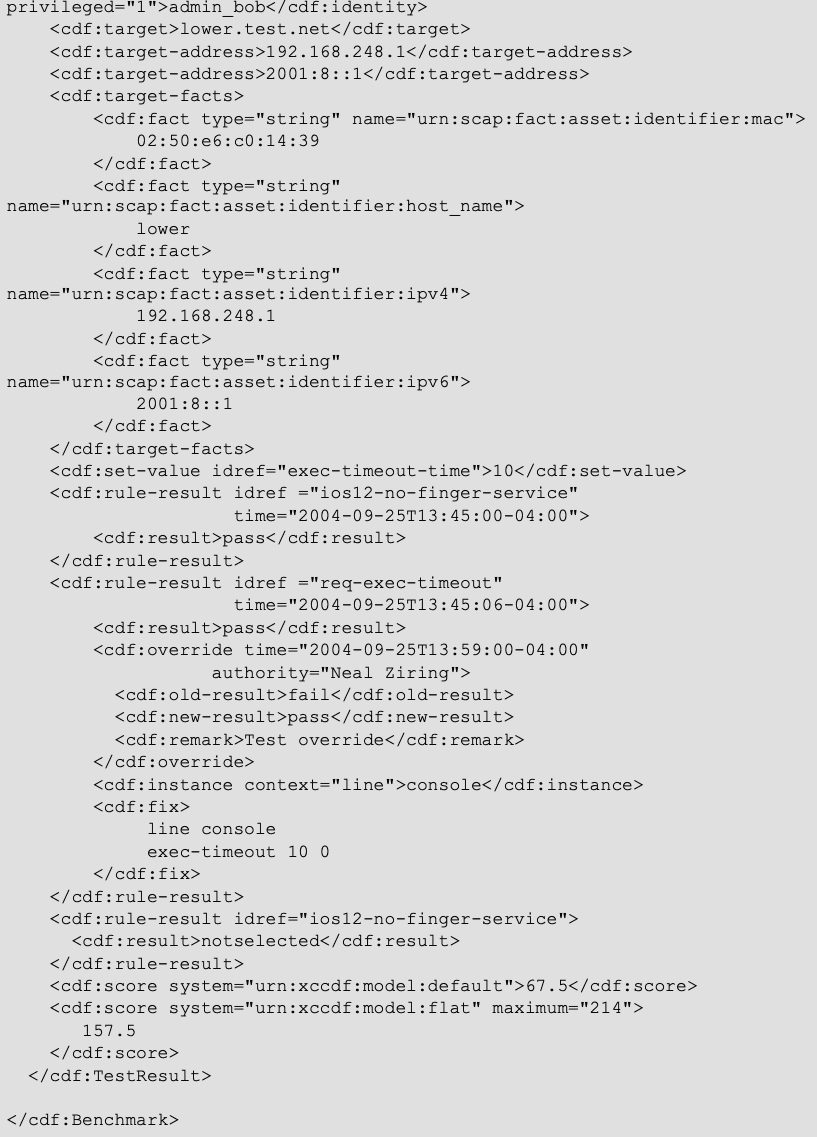 privileged="1">admin_bob</cdf:identity>
    <cdf:target>lower.test.net</cdf:target>
    <cdf:target-address>192.168.248.1</cdf:target-address>
    <cdf:target-address>2001:8::1</cdf:target-address>
    <cdf:target-facts>
        <cdf:fact type="string" name="urn:scap:fact:asset:identifier:mac">
            02:50:e6:c0:14:39
        </cdf:fact>
        <cdf:fact type="string"
name="urn:scap:fact:asset:identifier:host_name">
            lower
        </cdf:fact>
        <cdf:fact type="string"
name="urn:scap:fact:asset:identifier:ipv4">
            192.168.248.1
        </cdf:fact>
        <cdf:fact type="string"
name="urn:scap:fact:asset:identifier:ipv6">
            2001:8::1
        </cdf:fact>
    </cdf:target-facts>
    <cdf:set-value idref="exec-timeout-time">10</cdf:set-value>
    <cdf:rule-result idref ="ios12-no-finger-service"
                     time="2004-09-25T13:45:00-04:00">
        <cdf:result>pass</cdf:result>
    </cdf:rule-result>
    <cdf:rule-result idref ="req-exec-timeout"
                     time="2004-09-25T13:45:06-04:00">
        <cdf:result>pass</cdf:result>
        <cdf:override time="2004-09-25T13:59:00-04:00"
                   authority="Neal Ziring">
          <cdf:old-result>fail</cdf:old-result>
          <cdf:new-result>pass</cdf:new-result>
          <cdf:remark>Test override</cdf:remark>
        </cdf:override>
        <cdf:instance context="line">console</cdf:instance>
        <cdf:fix>
             line console
             exec-timeout 10 0
        </cdf:fix>
    </cdf:rule-result>
    <cdf:rule-result idref="ios12-no-finger-service">
      <cdf:result>notselected</cdf:result>
    </cdf:rule-result>
    <cdf:score system="urn:xccdf:model:default">67.5</cdf:score>
    <cdf:score system="urn:xccdf:model:flat" maximum="214">
       157.5
    </cdf:score>
  </cdf:TestResult>

</cdf:Benchmark>